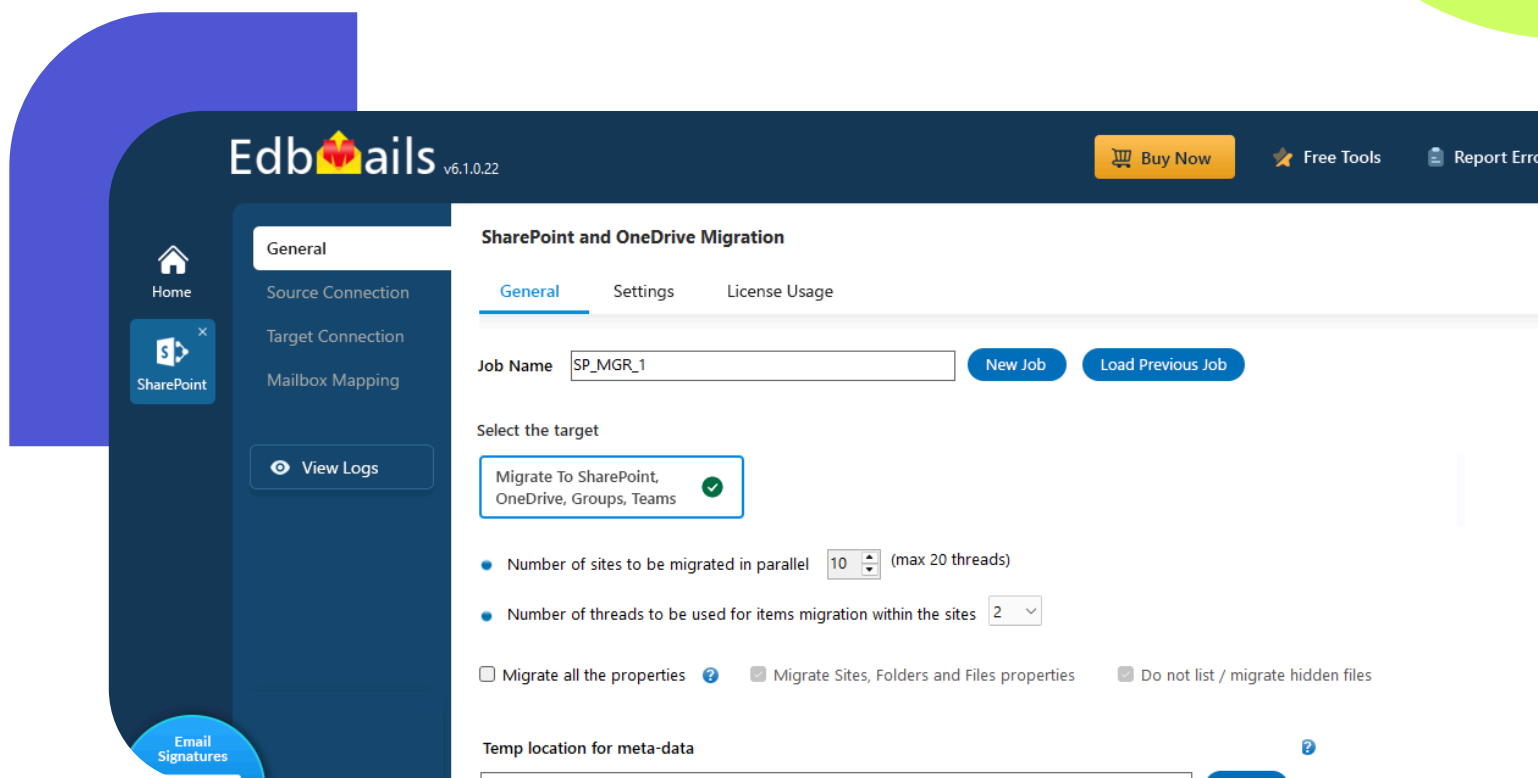 Edbmails v6.1.0.22
Buy Now
Free Tools
Report Erro
Home
SharePoint
General
Source Connection
Target Connection
Mailbox Mapping
View Logs
Email
Signatures
SharePoint and OneDrive Migration
General Settings License Usage
Job Name SP_MGR_1 New Job Load Previous Job
Select the target
Migrate To SharePoint,
OneDrive, Groups, Teams
Number of sites to be migrated in parallel 10 (max 20 threads)
Number of threads to be used for items migration within the sites 2
Migrate all the properties ? Migrate Sites, Folders and Files properties Do not list / migrate hidden files
Temp location for meta-data ?